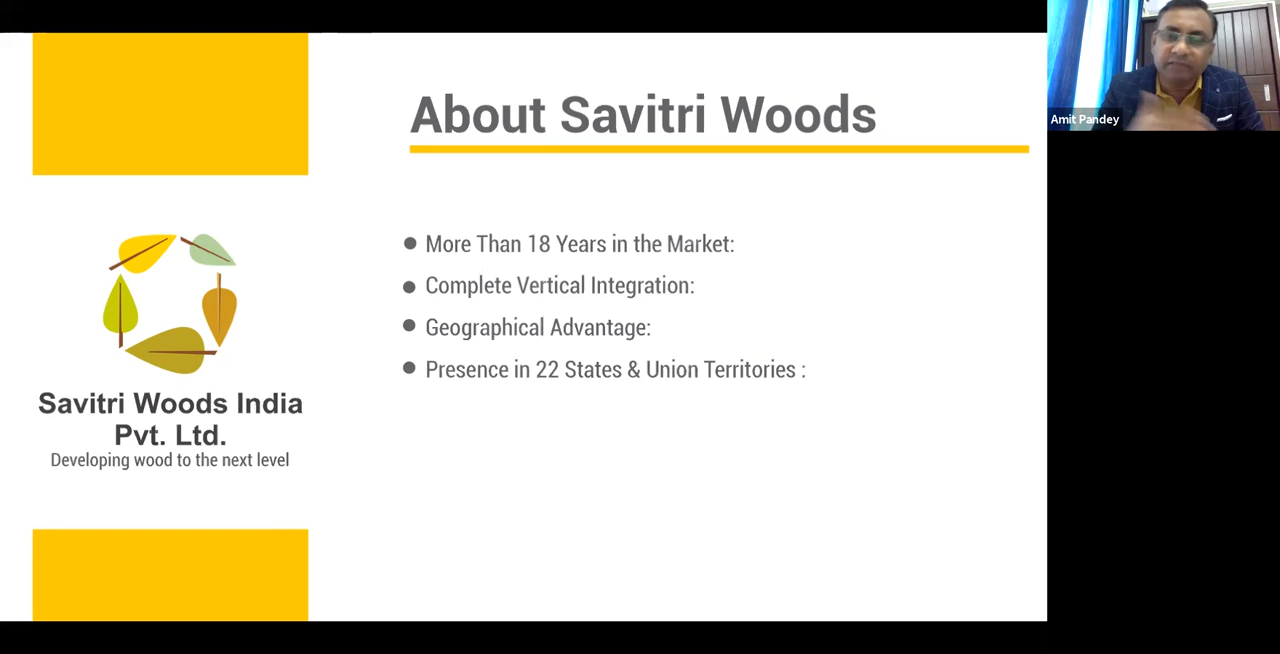 About Savitri Woods
More Than 18 Years in the Market:
Complete Vertical Integration:
Geographical Advantage:
Presence in 22 States & Union Territories :
Savitri Woods India
Pvt. Ltd.
Developing wood to the next level
Amit Pandey